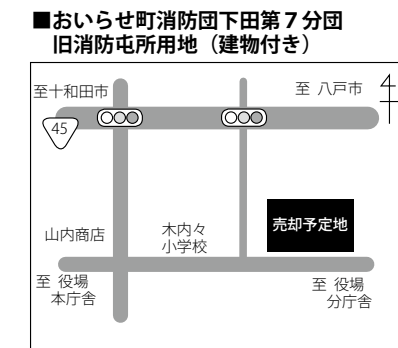 ■おいらせ町消防団下田第７分団
旧消防屯所用地（建物付き）
至十和田市
至 八戸市
45
山内商店
木内々
小学校
売却予定地
至 役場
本庁舎
至 役場
分庁舎